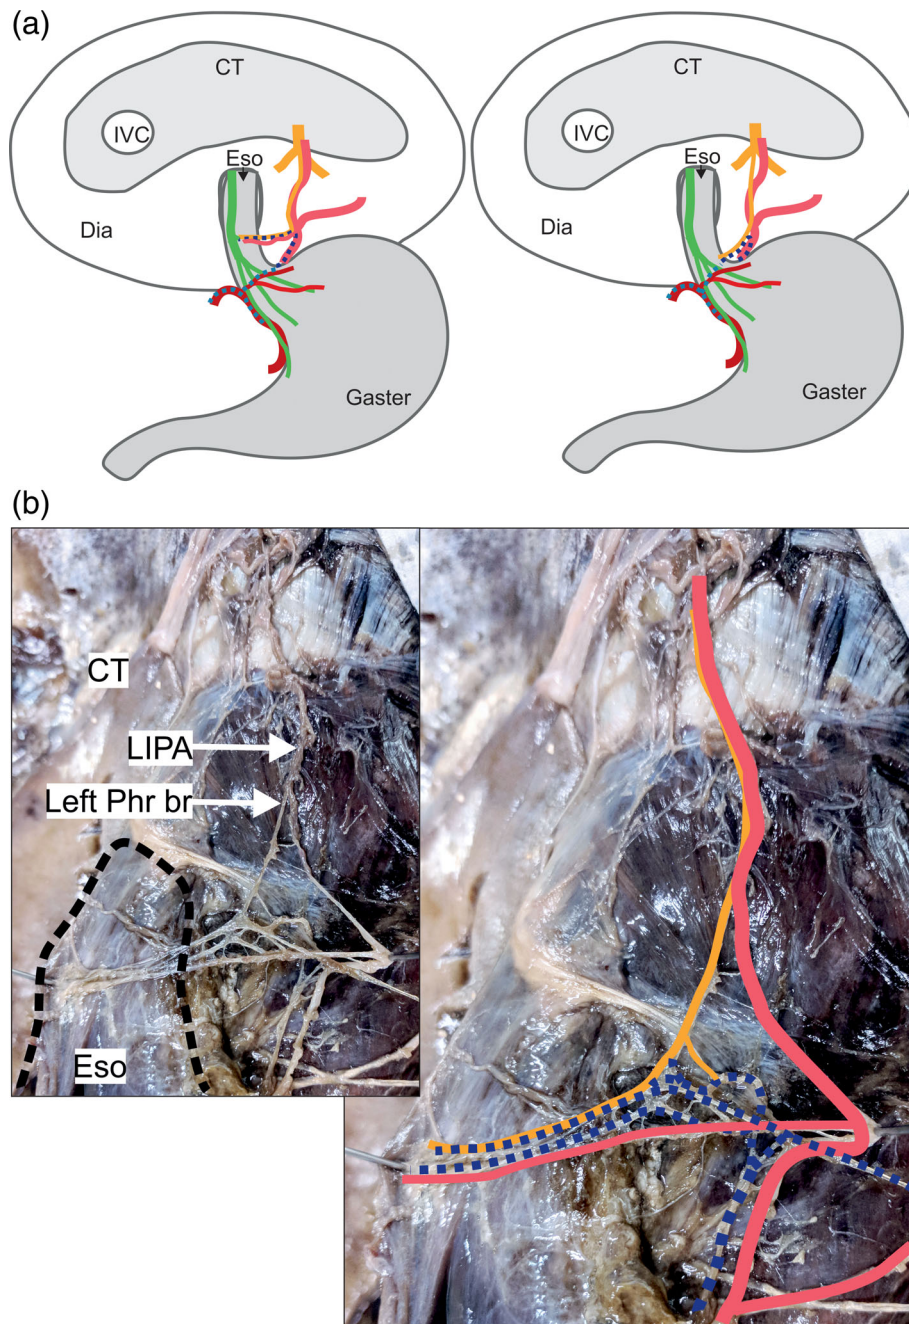 (a)
CT
IVC
Eso
Dia
Gaster
CT
IVC
Eso
Dia
Gaster
(b)
CT
LIPA
Left Phr br
Eso